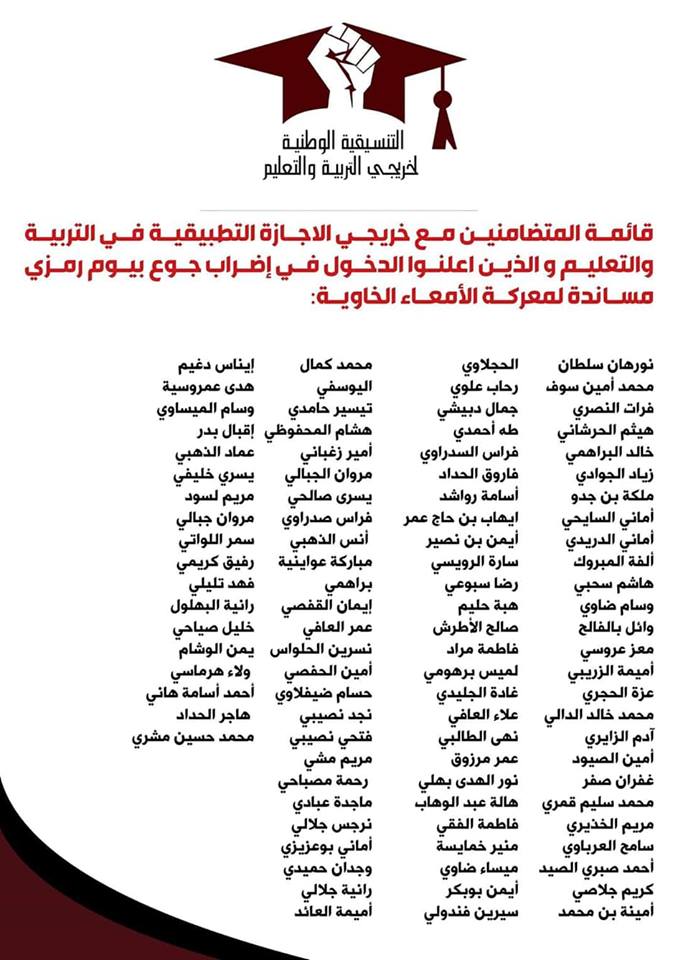 التنسيقية الوطنية
لخريجي التربية والتعليم
قائمة المتضامنين مع خريجي الاجازة التطبيقية في التربية
والتعليم و الذين اعلنوا الدخول في إضراب جوع بيوم رمزي
مساندة لمعركة الأمعاء الخاوية:
نورهان سلطان
محمد أمين سوف
فرات النصري
هيثم الحرشاني
خالد البراهمي
زياد الجوادي
ملكة بن جدو
أماني السايحي
أماني الدريدي
ألفة المبروك
هاشم سحبي
وسام ضاوي
وائل بالفالح
معز عروسي
أميمة الزريبي
عزة الحجري
محمد خالد الدالي
آدم الزايري
أمين الصيود
غفران صفر
محمد سليم قمري
مريم الخذيري
سامح العرباوي
أحمد صبري الصيد
كريم جلاصي
أمينة بن محمد
الحجلاوي
رحاب علوي
جمال دبيشي
طه أحمدي
فراس السدراوي
فاروق الحداد
أسامة رواشد
ايهاب بن حاج عمر
أيمن بن نصير
سارة الرويسي
رضا سبوعي
هبة حليم
صالح الأطرش
فاطمة مراد
لميس برهومي
غادة الجليدي
علاء العافي
نهى الطالبي
عمر مرزوق
نور الهدى بهلي
هالة عبد الوهاب
فاطمة الفقي
منير خمايسة
ميساء ضاوي
أيمن بوبكر
سيرين فندولي
محمد كمال
اليوسفي
تيسير حامدي
هشام المحفوظي
أمير زغباني
مروان الجبالي
يسرى صالحي
فراس صدراوي
أنس الذهبي
مباركة عواينية
براهمي
إيمان القفصي
عمر العافي
نسرين الحلواس
أمين الحفصي
حسام ضيفلاوي
نجد نصيبي
فتحي نصيبي
مريم مشي
رحمة مصباحي
ماجدة عبادي
نرجس جلالي
أماني بوعزيزي
وجدان حميدي
رانية جلالي
أميمة العائد
إيناس دغيم
هدى عمروسية
وسام الميساوي
إقبال بدر
عماد الذهبي
يسري خليفي
مريم لسود
مروان جبالي
سمر اللواتي
رفيق كريمي
فهد تليلي
رانية البهلول
خليل صياحي
يمن الوشام
ولاء هرماسي
أحمد أسامة هاني
هاجر الحداد
محمد حسين مشري